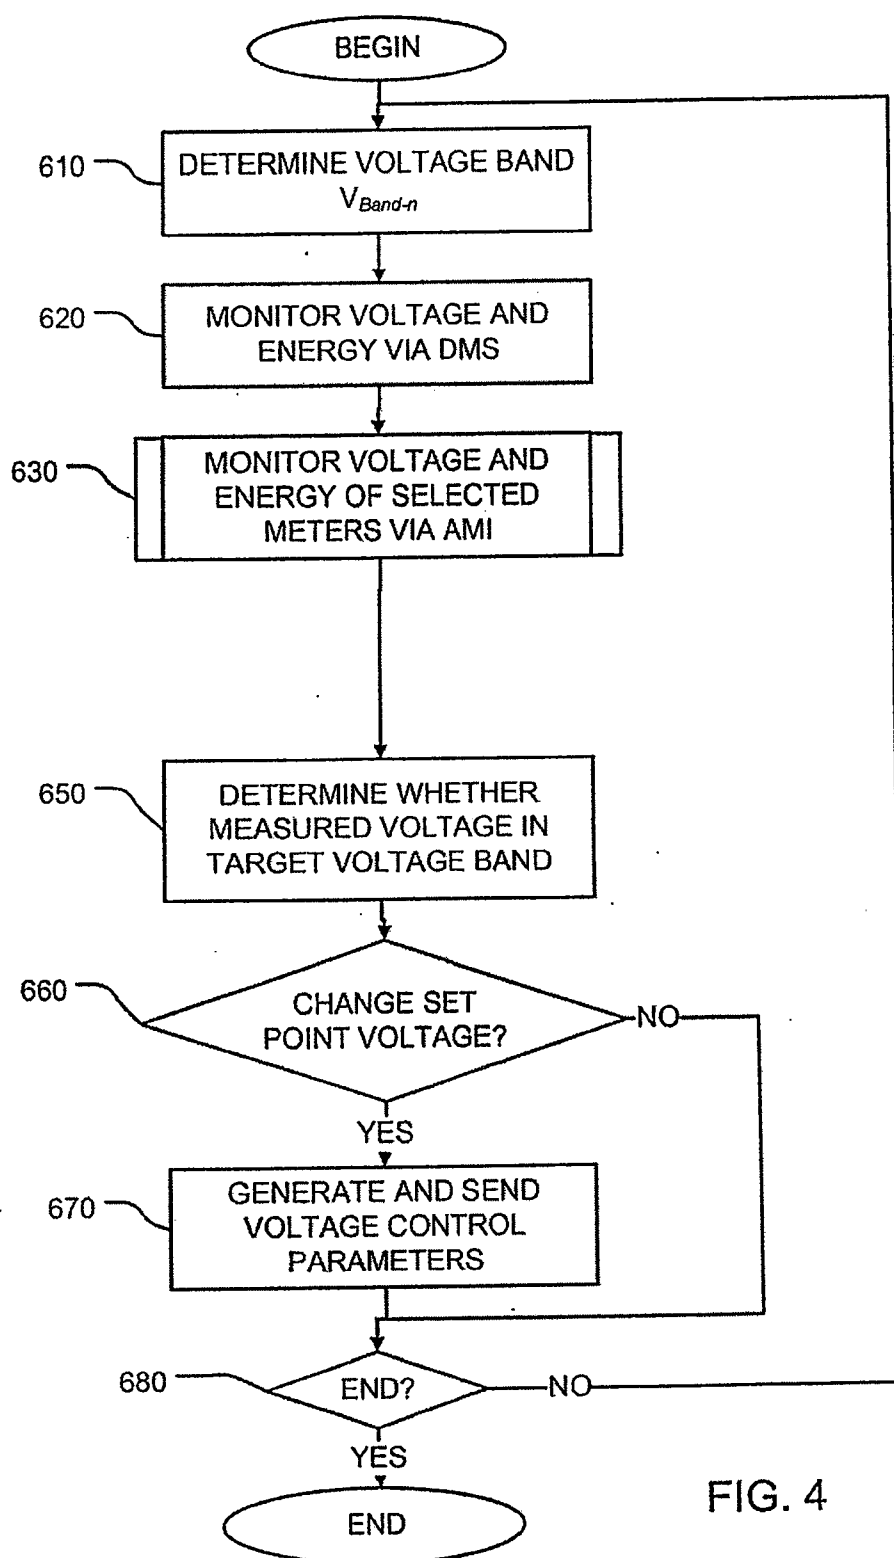 BEGIN
610
DETERMINE VOLTAGE BAND
VBand-n
620
MONITOR VOLTAGE AND
ENERGY VIA DMS
630
MONITOR VOLTAGE AND
ENERGY OF SELECTED
METERS VIA AMI
650
DETERMINE WHETHER
MEASURED VOLTAGE IN
TARGET VOLTAGE BAND
660
CHANGE SET
POINT VOLTAGE?
NO
YES
670
GENERATE AND SEND
VOLTAGE CONTROL
PARAMETERS
680
END?
NO
YES
END
FIG. 4